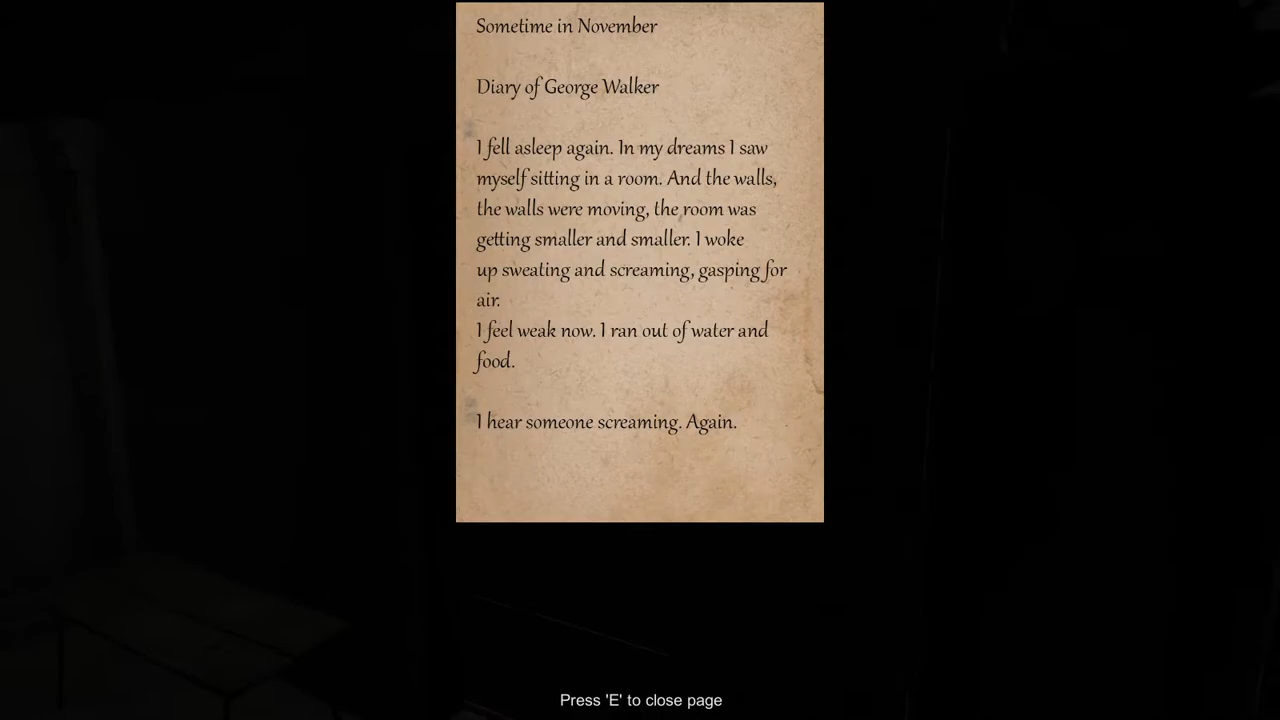 Sometime in November
Diary of George Walker
I fell asleep again. In my dreams I saw
myself sitting in a room. And the walls,
the walls were moving, the room was
getting smaller and smaller. I woke
up sweating and screaming, gasping for
air.
I feel weak now. I ran out of water and
food.
I hear someone screaming. Again.
Press 'E' to close page